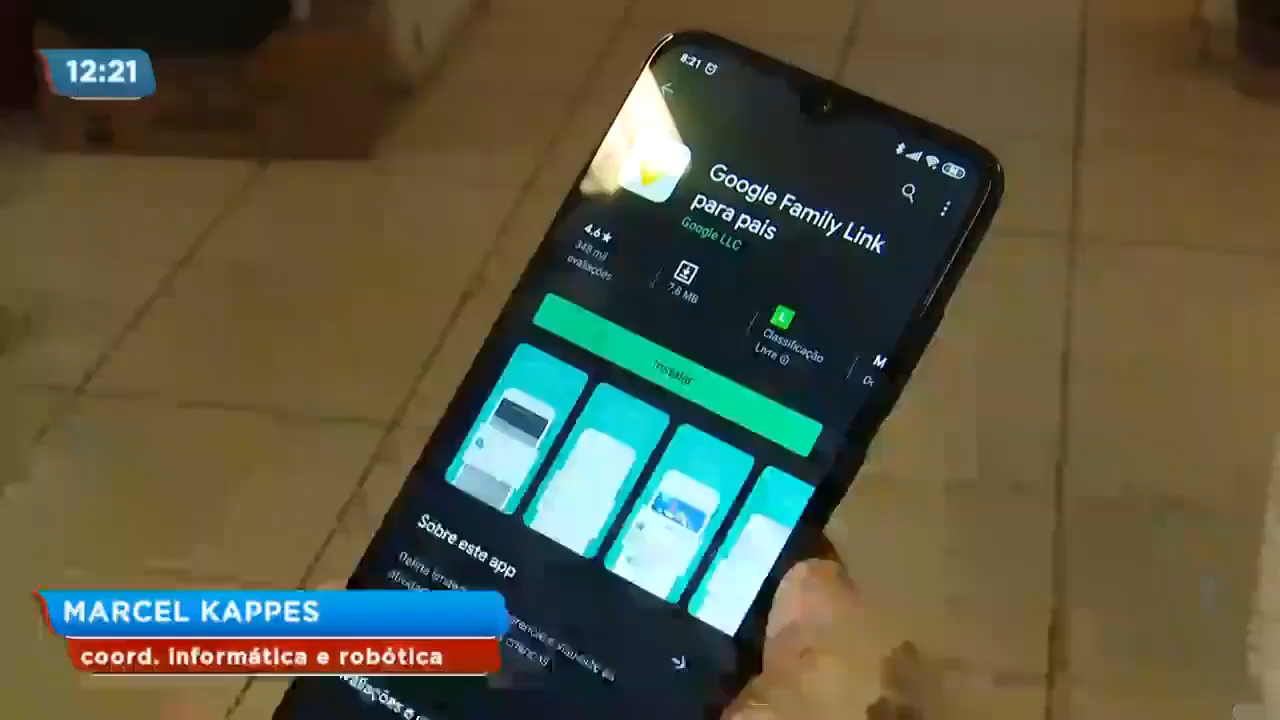 12:21
8:21
Google Family Link
para pais
Google LLC
4,6★
348 mil
avaliações
7,8 MB
L
Classificação
Livre
M
Instalar
Sobre este app
MARCEL KAPPES
coord. Informática e robótica